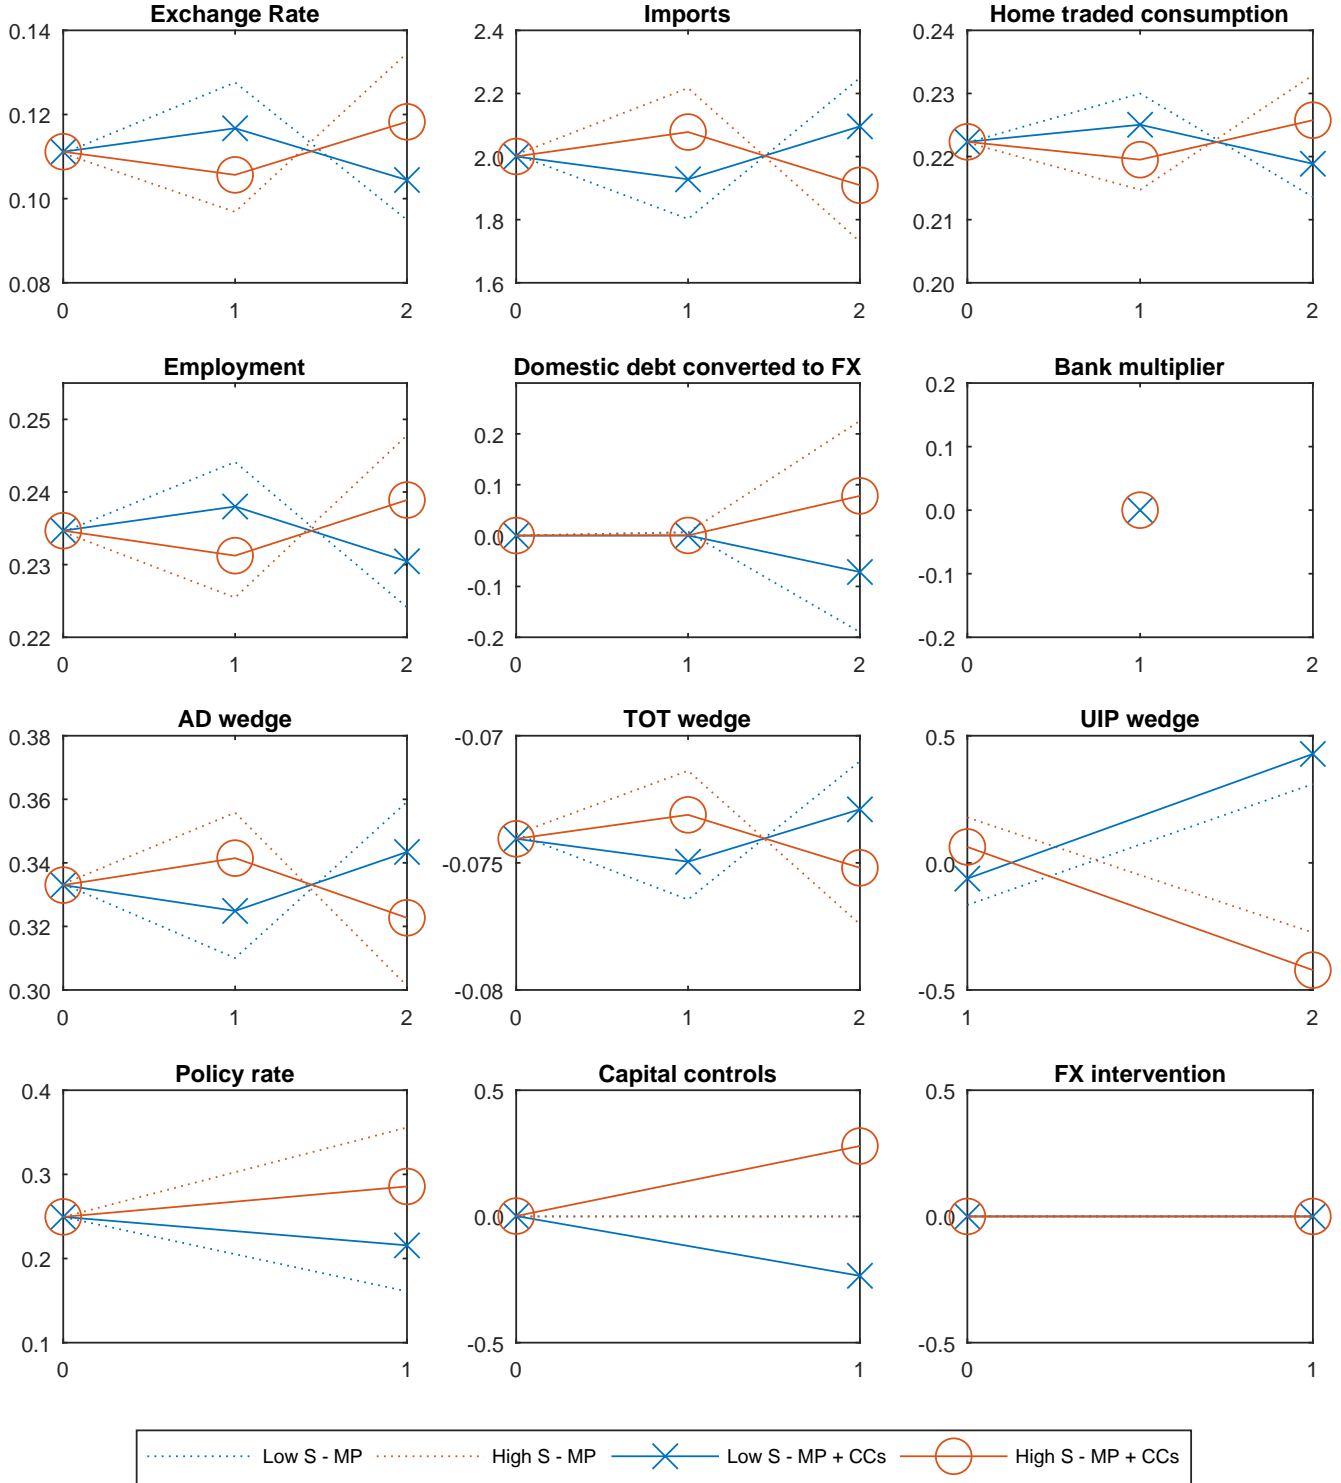 Exchange Rate
0.14
0.12
0.10
0.08
0 1 2
Imports
2.4
2.2
2.0
1.8
1.6
0 1 2
Home traded consumption
0.24
0.23
0.22
0.21
0.20
0 1 2
Employment
0.25
0.24
0.23
0.22
0 1 2
Domestic debt converted to FX
0.2
0.1
0.0
-0.1
-0.2
0 1 2
Bank multiplier
0.2
0.1
0.0
-0.1
-0.2
0 1 2
AD wedge
0.38
0.36
0.34
0.32
0.30
0 1 2
TOT wedge
-0.07
-0.075
-0.08
0 1 2
UIP wedge
0.5
0.0
-0.5
1 2
Policy rate
0.4
0.3
0.2
0.1
0 1
Capital controls
0.5
0.0
-0.5
0 1
FX intervention
0.5
0.0
-0.5
0 1
Low S - MP High S - MP Low S - MP + CCs High S - MP + CCs